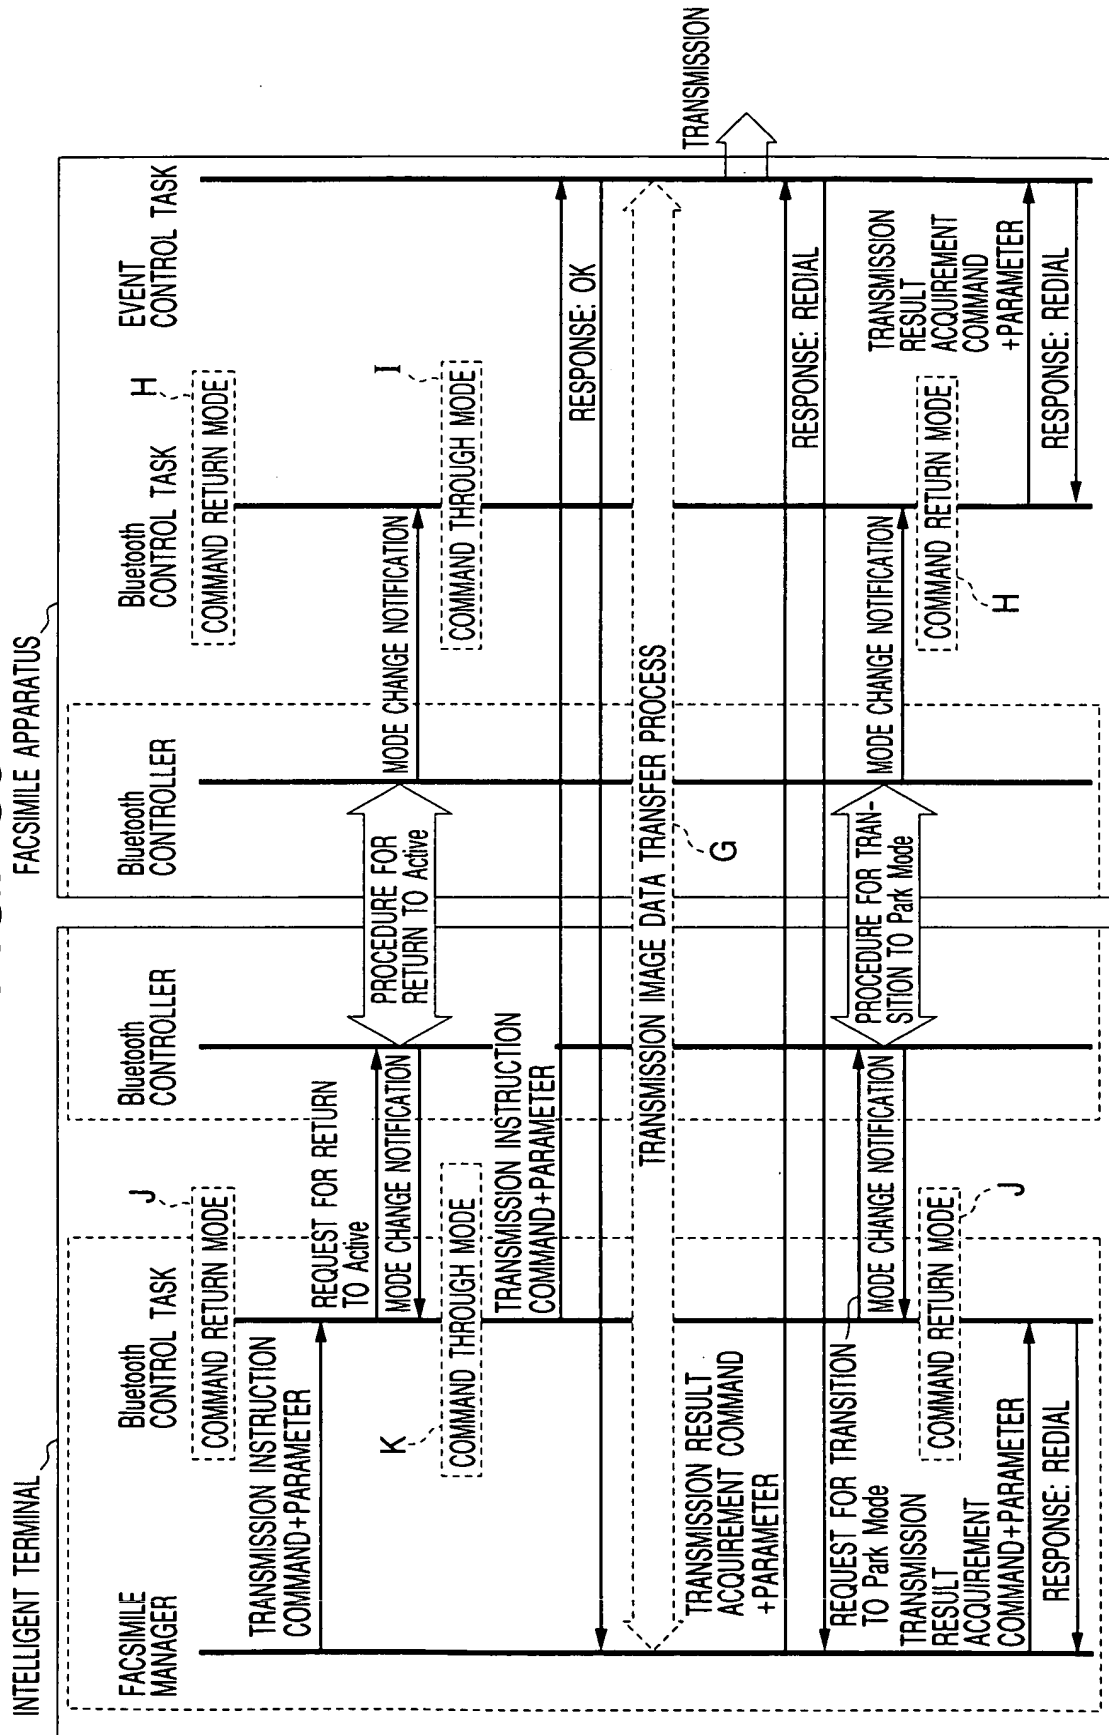 FACSIMILE APPARATUS
INTELLIGENT TERMINAL
FACSIMILE
MANAGER
Bluetooth
CONTROL TASK
Bluetooth
CONTROLLER
Bluetooth
CONTROLLER
Bluetooth
CONTROL TASK
EVENT
CONTROL TASK
J
COMMAND RETURN MODE
H
COMMAND RETURN MODE
TRANSMISSION INSTRUCTION
COMMAND+PARAMETER
REQUEST FOR RETURN
TO Active
MODE CHANGE NOTIFICATION
PROCEDURE FOR
RETURN TO Active
MODE CHANGE NOTIFICATION
K
COMMAND THROUGH MODE
I
COMMAND THROUGH MODE
TRANSMISSION INSTRUCTION
COMMAND+PARAMETER
RESPONSE: OK
TRANSMISSION IMAGE DATA TRANSFER PROCESS
G
TRANSMISSION
TRANSMISSION RESULT
ACQUIREMENT COMMAND
+PARAMETER
RESPONSE: REDIAL
REQUEST FOR TRANSITION
TO Park Mode
MODE CHANGE NOTIFICATION
PROCEDURE FOR TRAN-
SITION TO Park Mode
MODE CHANGE NOTIFICATION
COMMAND RETURN MODE
J
COMMAND RETURN MODE
H
TRANSMISSION
RESULT
ACQUIREMENT
COMMAND+PARAMETER
RESPONSE: REDIAL
TRANSMISSION
RESULT
ACQUIREMENT
COMMAND
+PARAMETER
RESPONSE: REDIAL